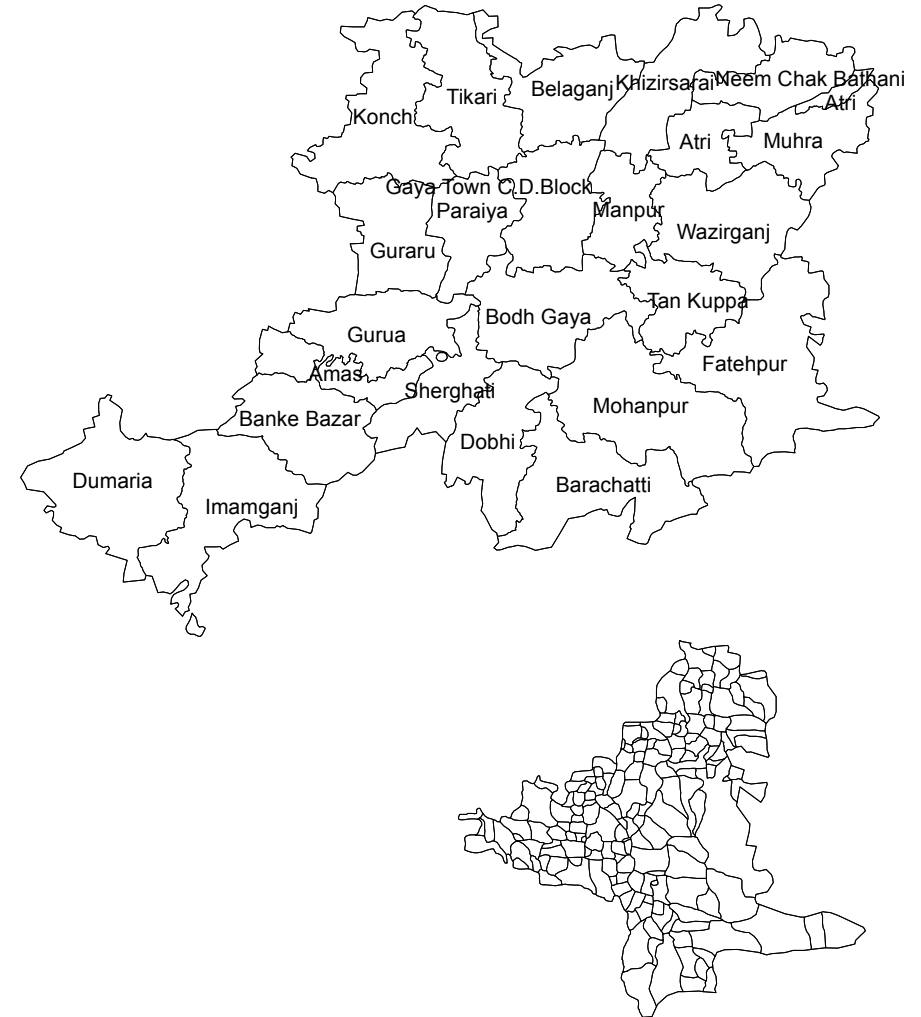 Neem Chak Bathani
Khizirsarai
Belaganj
Tikari
Atri
Konch
Atri
Muhra
Gaya Town C.D.Block
Paraiya
Manpur
Wazirganj
Guraru
Tan Kuppa
Bodh Gaya
Gurua
Fatehpur
Amas
Sherghati
Mohanpur
Banke Bazar
Dobhi
Dumaria
Barachatti
Imamganj